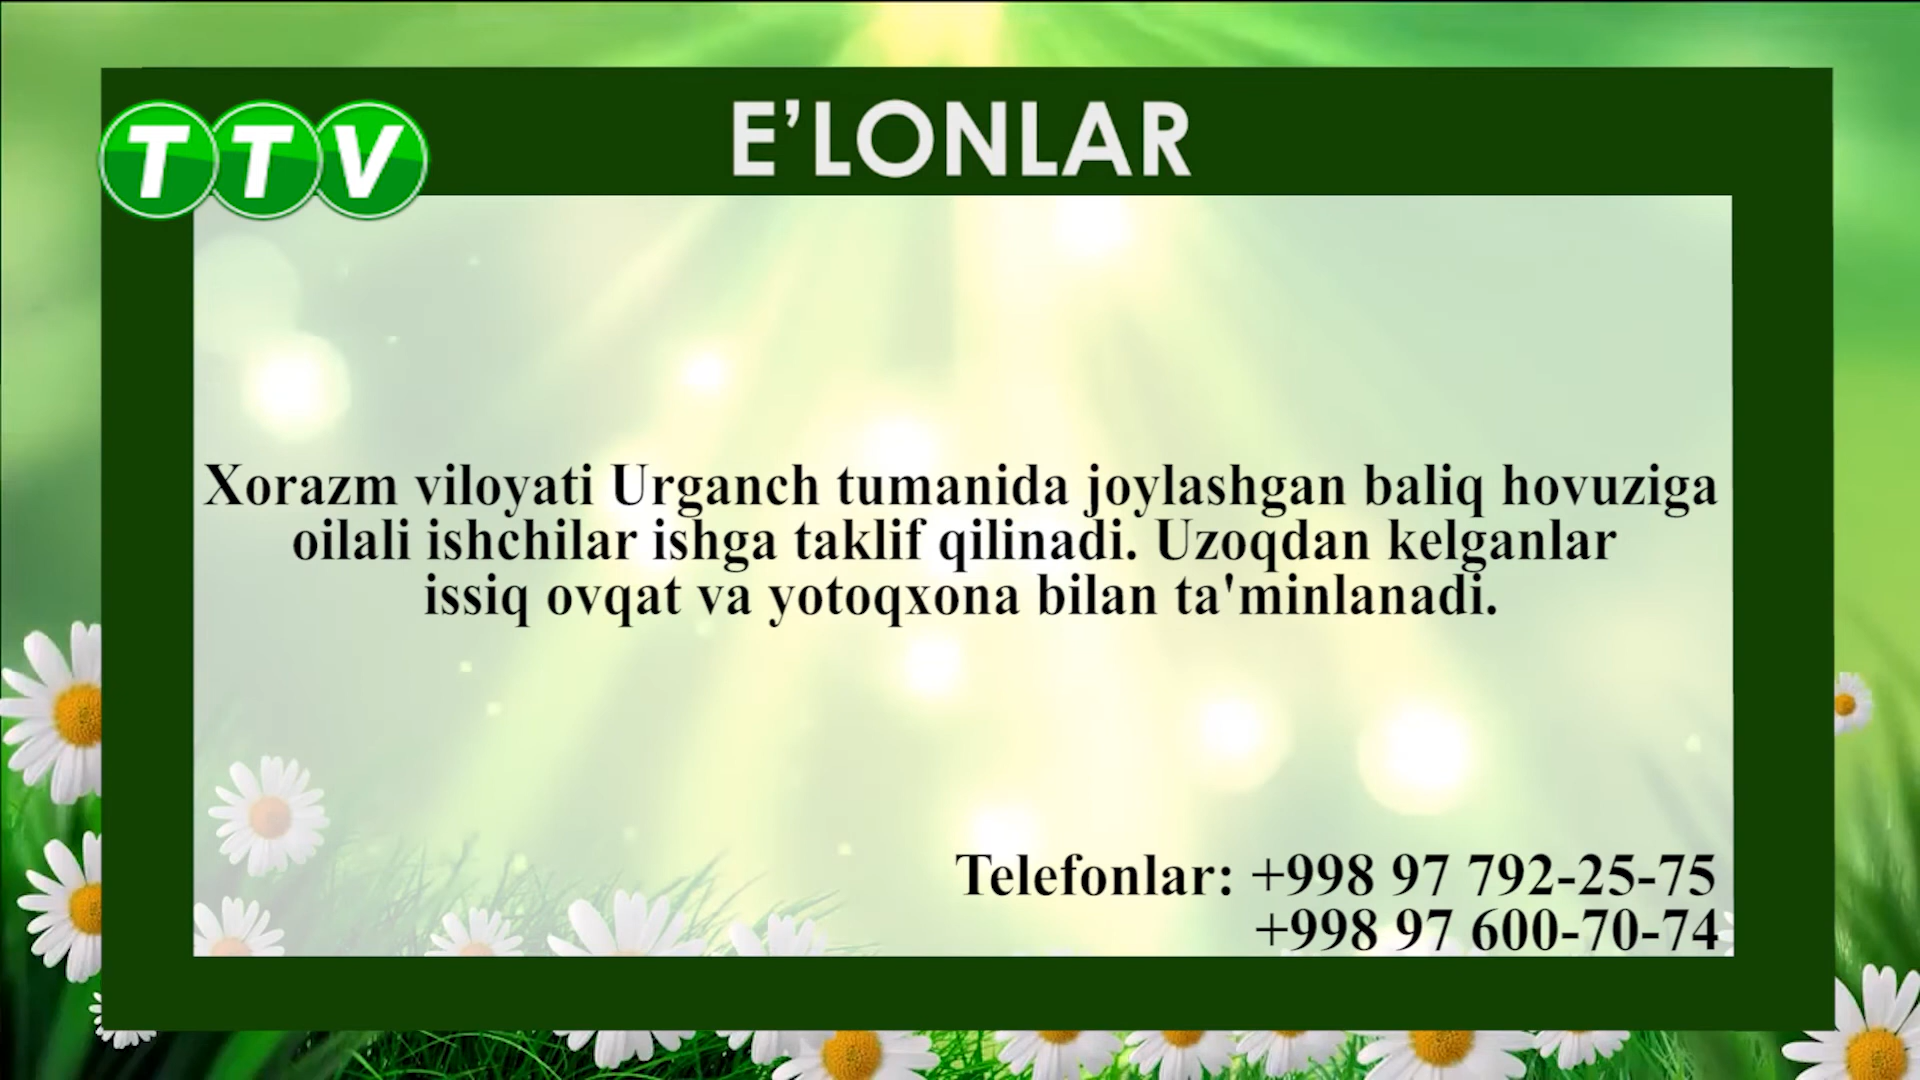 TTV
E’LONLAR
Xorazm viloyati Urganch tumanida joylashgan baliq hovuziga
oilali ishchilar ishga taklif qilinadi. Uzoqdan kelganlar
issiq ovqat va yotoqxona bilan ta'minlanadi.
Telefonlar: +998 97 792-25-75
+998 97 600-70-74